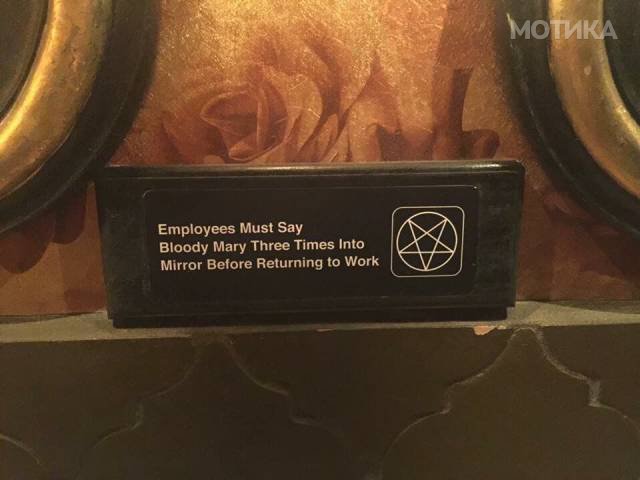 МОТИКА
Employees Must Say
Bloody Mary Three Times Into
Mirror Before Returning to Work